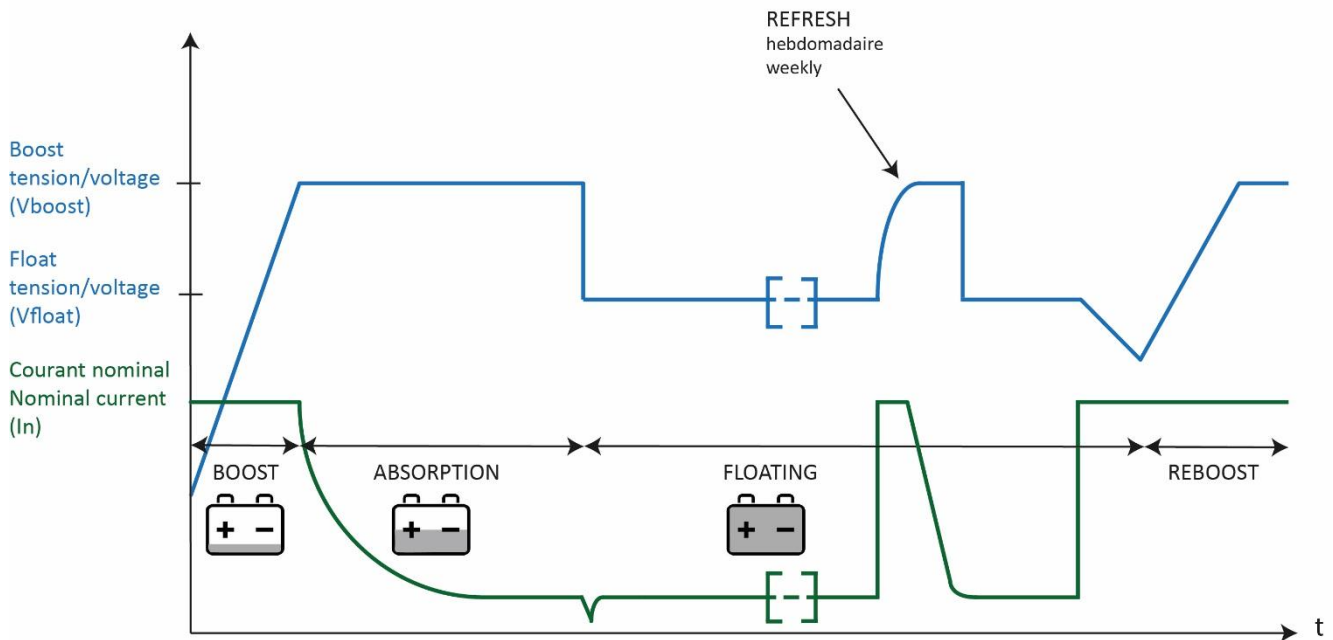 REFRESH
hebdomadaire
weekly
Boost
tension/voltage
(Vboost)
Float
tension/voltage
(Vfloat)
Courant nominal
Nominal current
(In)
BOOST
ABSORPTION
FLOATING
REBOOST
+ −
+ −
+ −
t